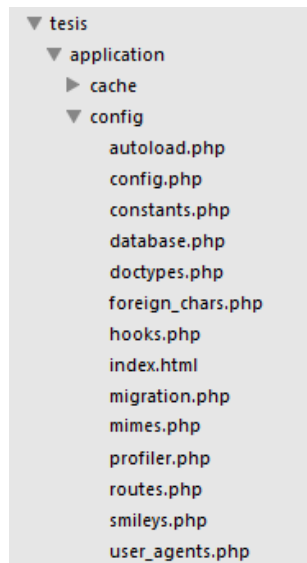 tesis
application
cache
config
autoload.php
config.php
constants.php
database.php
doctypes.php
foreign_chars.php
hooks.php
index.html
migration.php
mimes.php
profiler.php
routes.php
smileys.php
user_agents.php